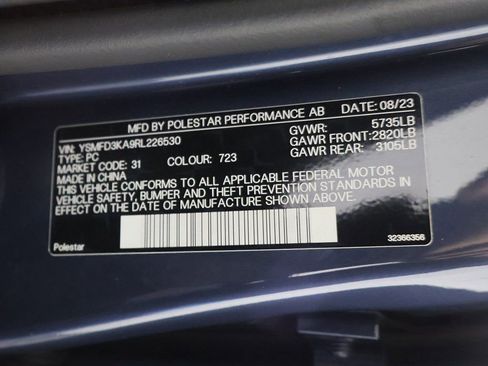 MFD BY POLESTAR PERFORMANCE AB DATE: 08/23
VIN: YSMFD3KA9RL226530 GVWR: 5735LB
TYPE: PC GAWR FRONT: 2820LB
MARKET: 31 COLOUR: 723 GAWR REAR: 3105LB
MADE IN CHINA
THIS VEHICLE CONFORMS TO ALL APPLICABLE FEDERAL MOTOR
VEHICLE SAFETY, BUMPER AND THEFT PREVENTION STANDARDS IN
EFFECT ON THE DATE OF MANUFACTURE SHOWN ABOVE.
Polestar 32366356